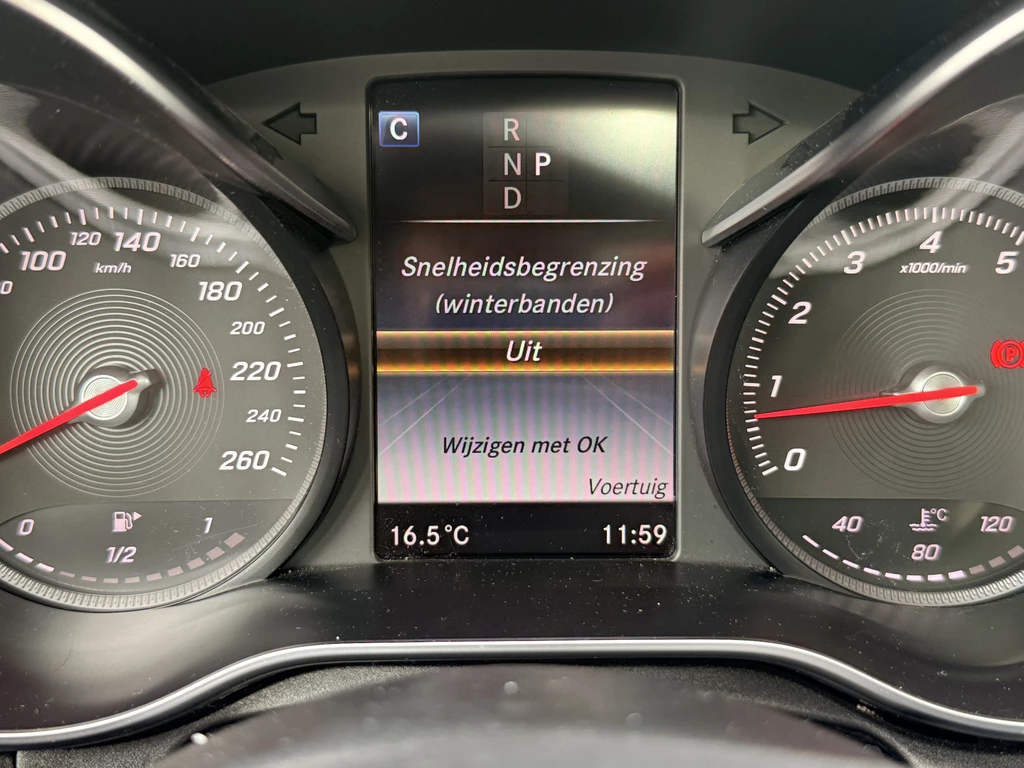 C
R
N P
D
Snelheidsbegrenzing
(winterbanden)
Uit
Wijzigen met OK
Voertuig
16.5°C
11:59
100
120
140
km/h
160
180
200
220
240
260
0
1
1/2
0
1
2
3
4
5
x1000/min
P
40
°C
120
80